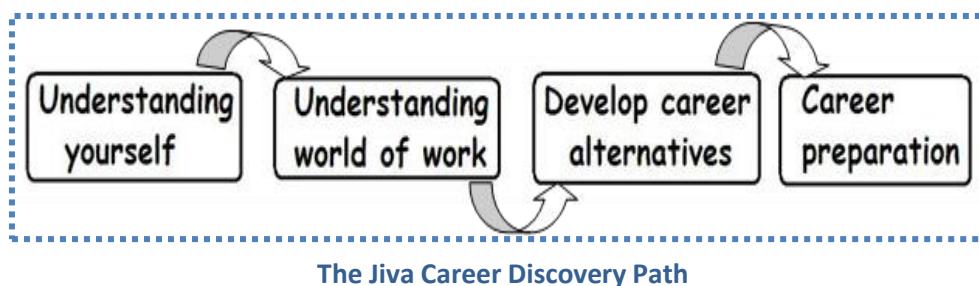 Understanding
yourself
Understanding
world of work
Develop career
alternatives
Career
preparation
The Jiva Career Discovery Path